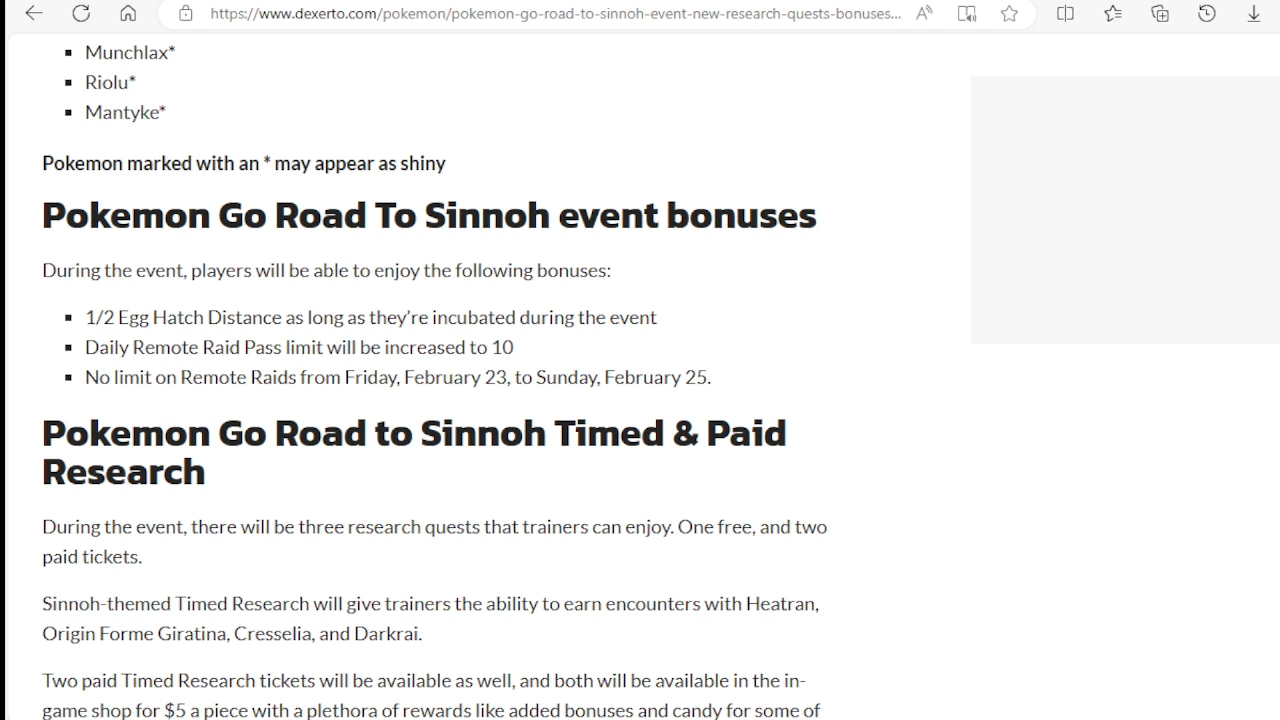 https://www.dexerto.com/pokemon/pokemon-go-road-to-sinnoh-event-new-research-quests-bonuses...
Munchlax*
Riolu*
Mantyke*
Pokemon marked with an * may appear as shiny
Pokemon Go Road To Sinnoh event bonuses
During the event, players will be able to enjoy the following bonuses:
1/2 Egg Hatch Distance as long as they’re incubated during the event
Daily Remote Raid Pass limit will be increased to 10
No limit on Remote Raids from Friday, February 23, to Sunday, February 25.
Pokemon Go Road to Sinnoh Timed & Paid
Research
During the event, there will be three research quests that trainers can enjoy. One free, and two
paid tickets.
Sinnoh-themed Timed Research will give trainers the ability to earn encounters with Heatran,
Origin Forme Giratina, Cresselia, and Darkrai.
Two paid Timed Research tickets will be available as well, and both will be available in the in-
game shop for $5 a piece with a plethora of rewards like added bonuses and candy for some of